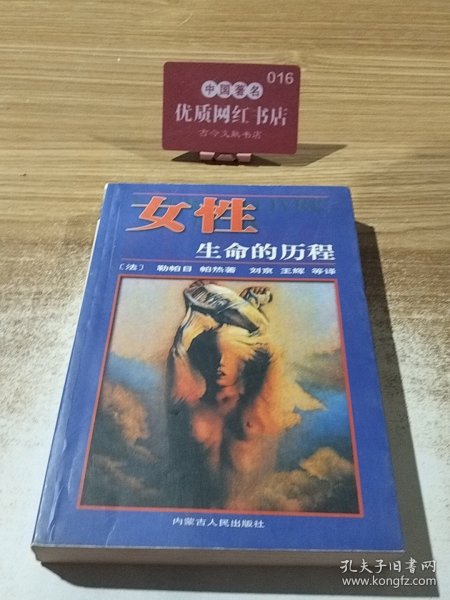 016
中国著名
优质网红书店
古今文献书店
女性
生命的历程
〔法〕 勒帕日 帕热著 刘京 王辉 等译
内蒙古人民出版社
孔夫子旧书网
www.kongfz.com